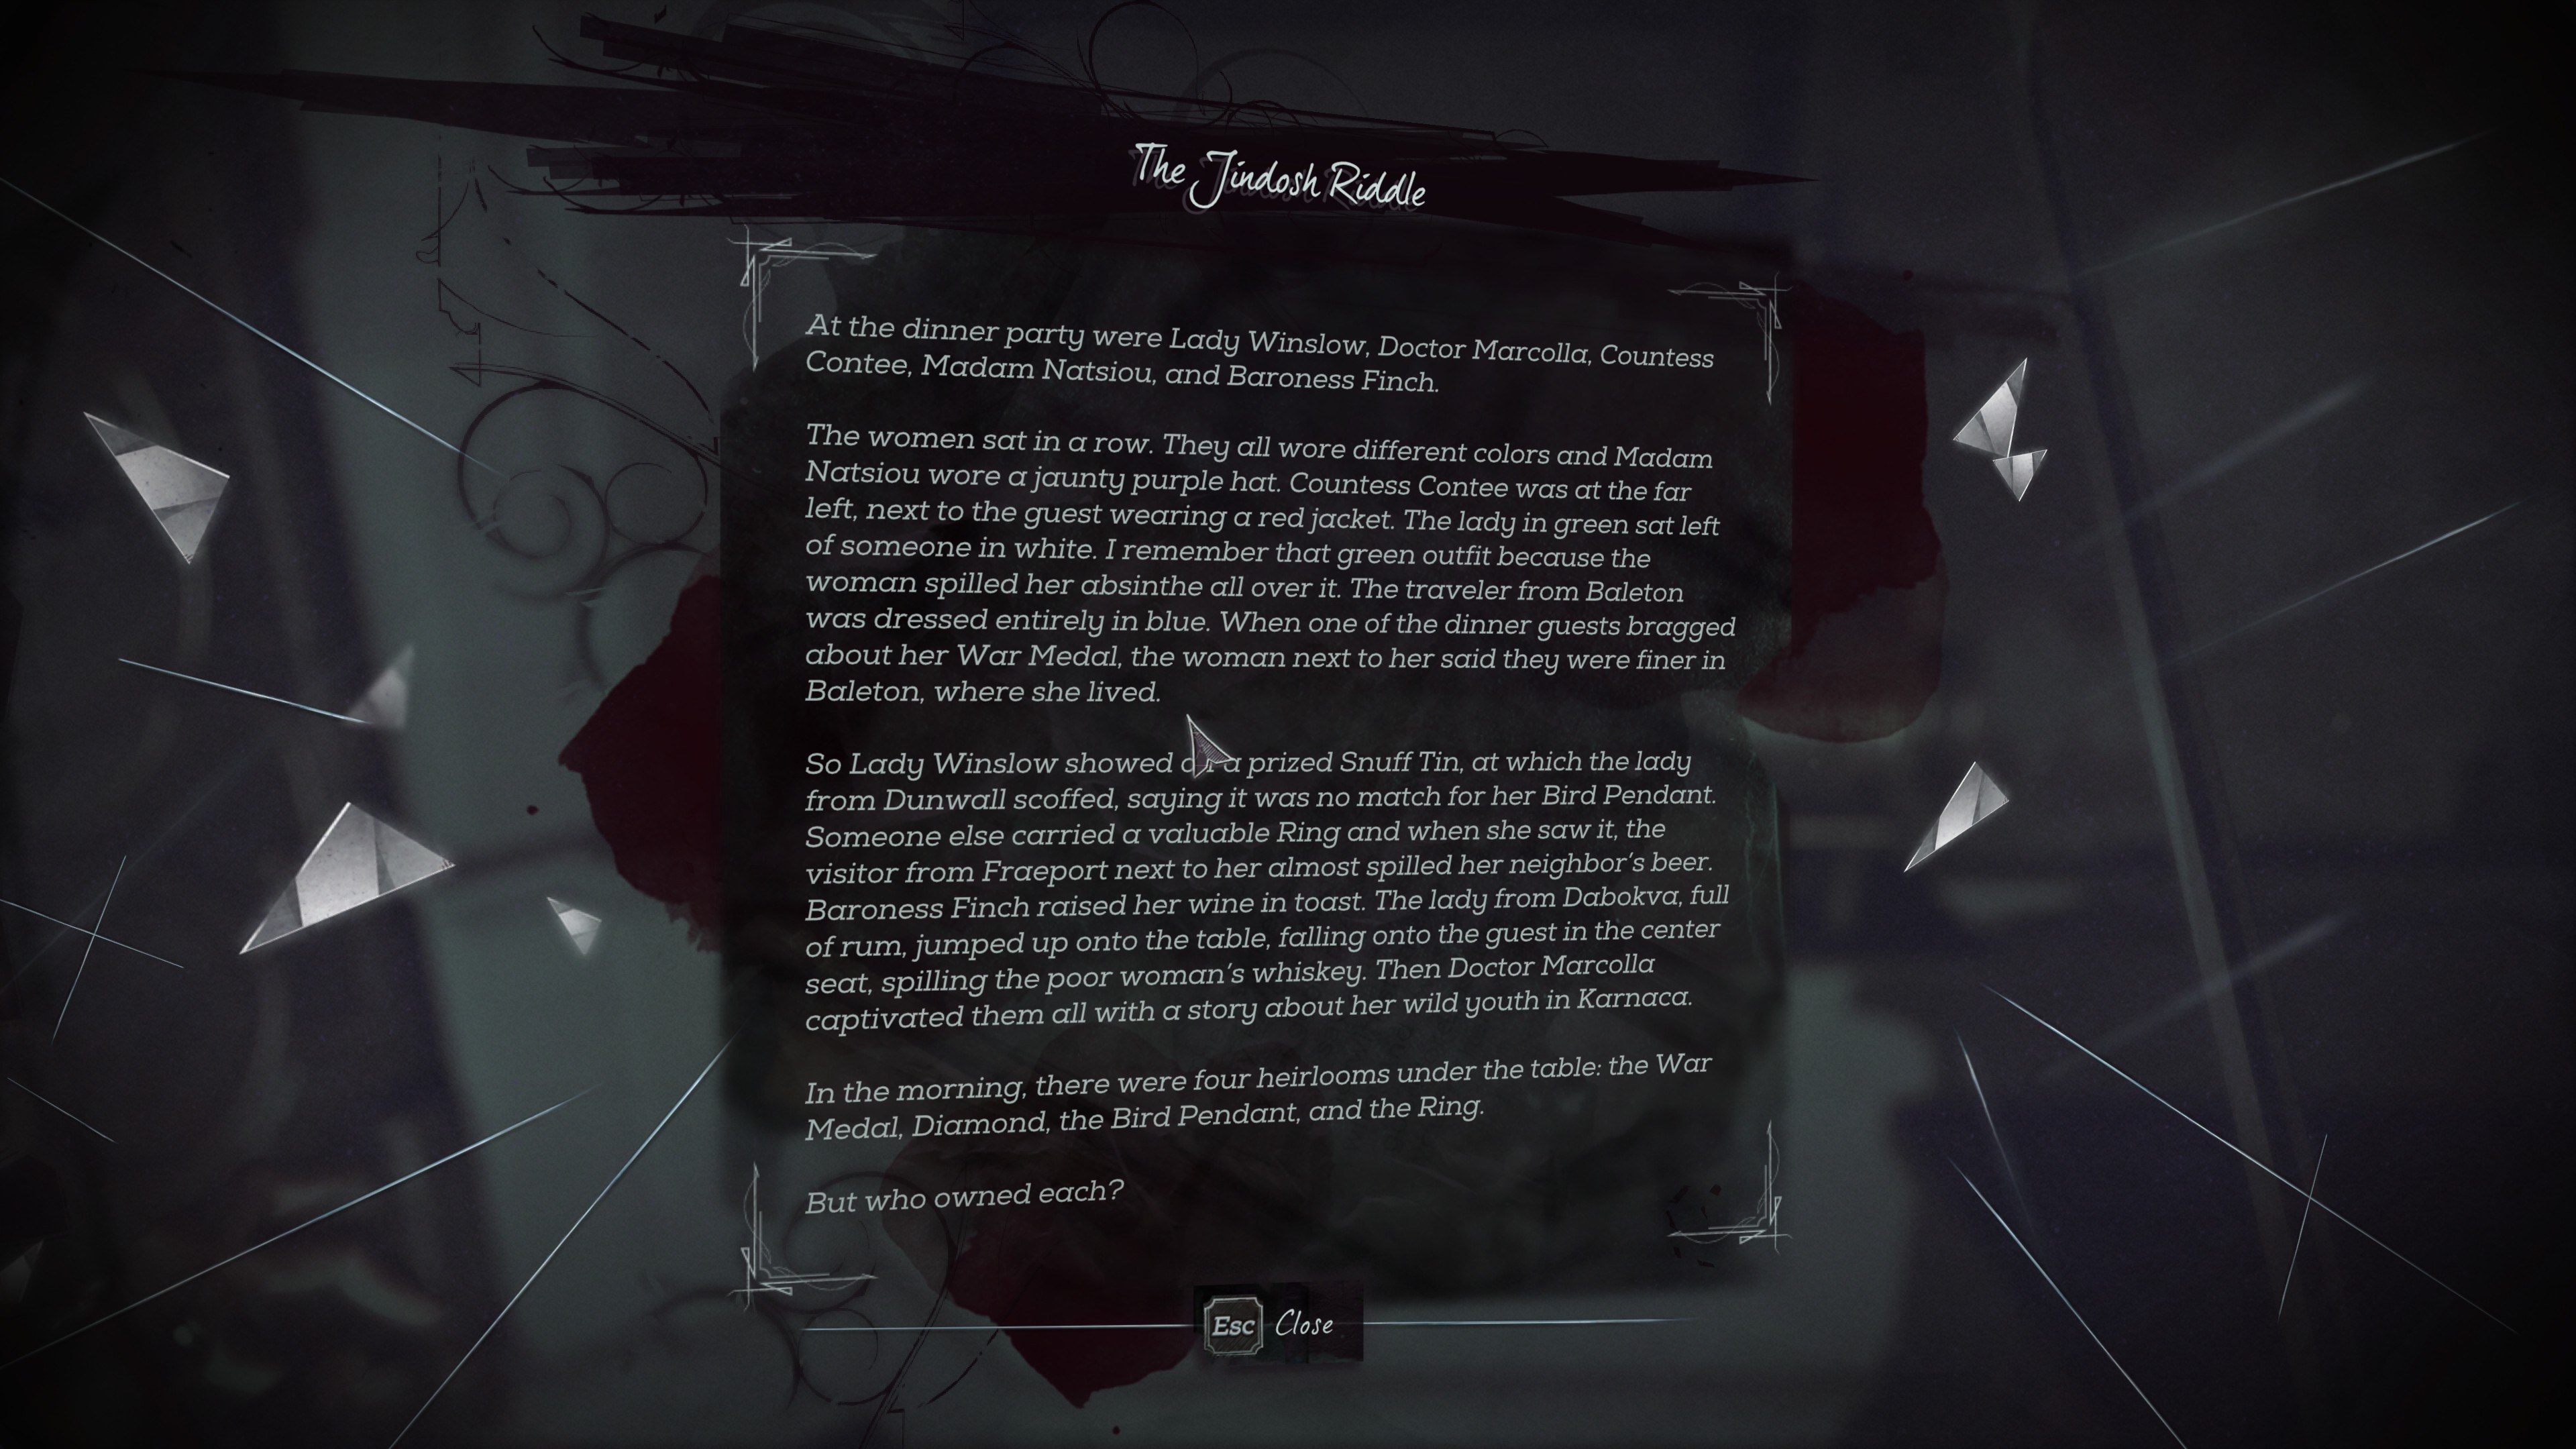 The Jindosh Riddle
At the dinner party were Lady Winslow, Doctor Marcolla, Countess
Contee, Madam Natsiou, and Baroness Finch.
The women sat in a row. They all wore different colors and Madam
Natsiou wore a jaunty purple hat. Countess Contee was at the far
left, next to the guest wearing a red jacket. The lady in green sat left
of someone in white. I remember that green outfit because the
woman spilled her absinthe all over it. The traveler from Baleton
was dressed entirely in blue. When one of the dinner guests bragged
about her War Medal, the woman next to her said they were finer in
Baleton, where she lived.
So Lady Winslow showed a prized Snuff Tin, at which the lady
from Dunwall scoffed, saying it was no match for her Bird Pendant.
Someone else carried a valuable Ring and when she saw it, the
visitor from Fraeport next to her almost spilled her neighbor's beer.
Baroness Finch raised her wine in toast. The lady from Dabokva, full
of rum, jumped up onto the table, falling onto the guest in the center
seat, spilling the poor woman's whiskey. Then Doctor Marcolla
captivated them all with a story about her wild youth in Karnaca.
In the morning, there were four heirlooms under the table: the War
Medal, Diamond, the Bird Pendant, and the Ring.
But who owned each?
Esc Close